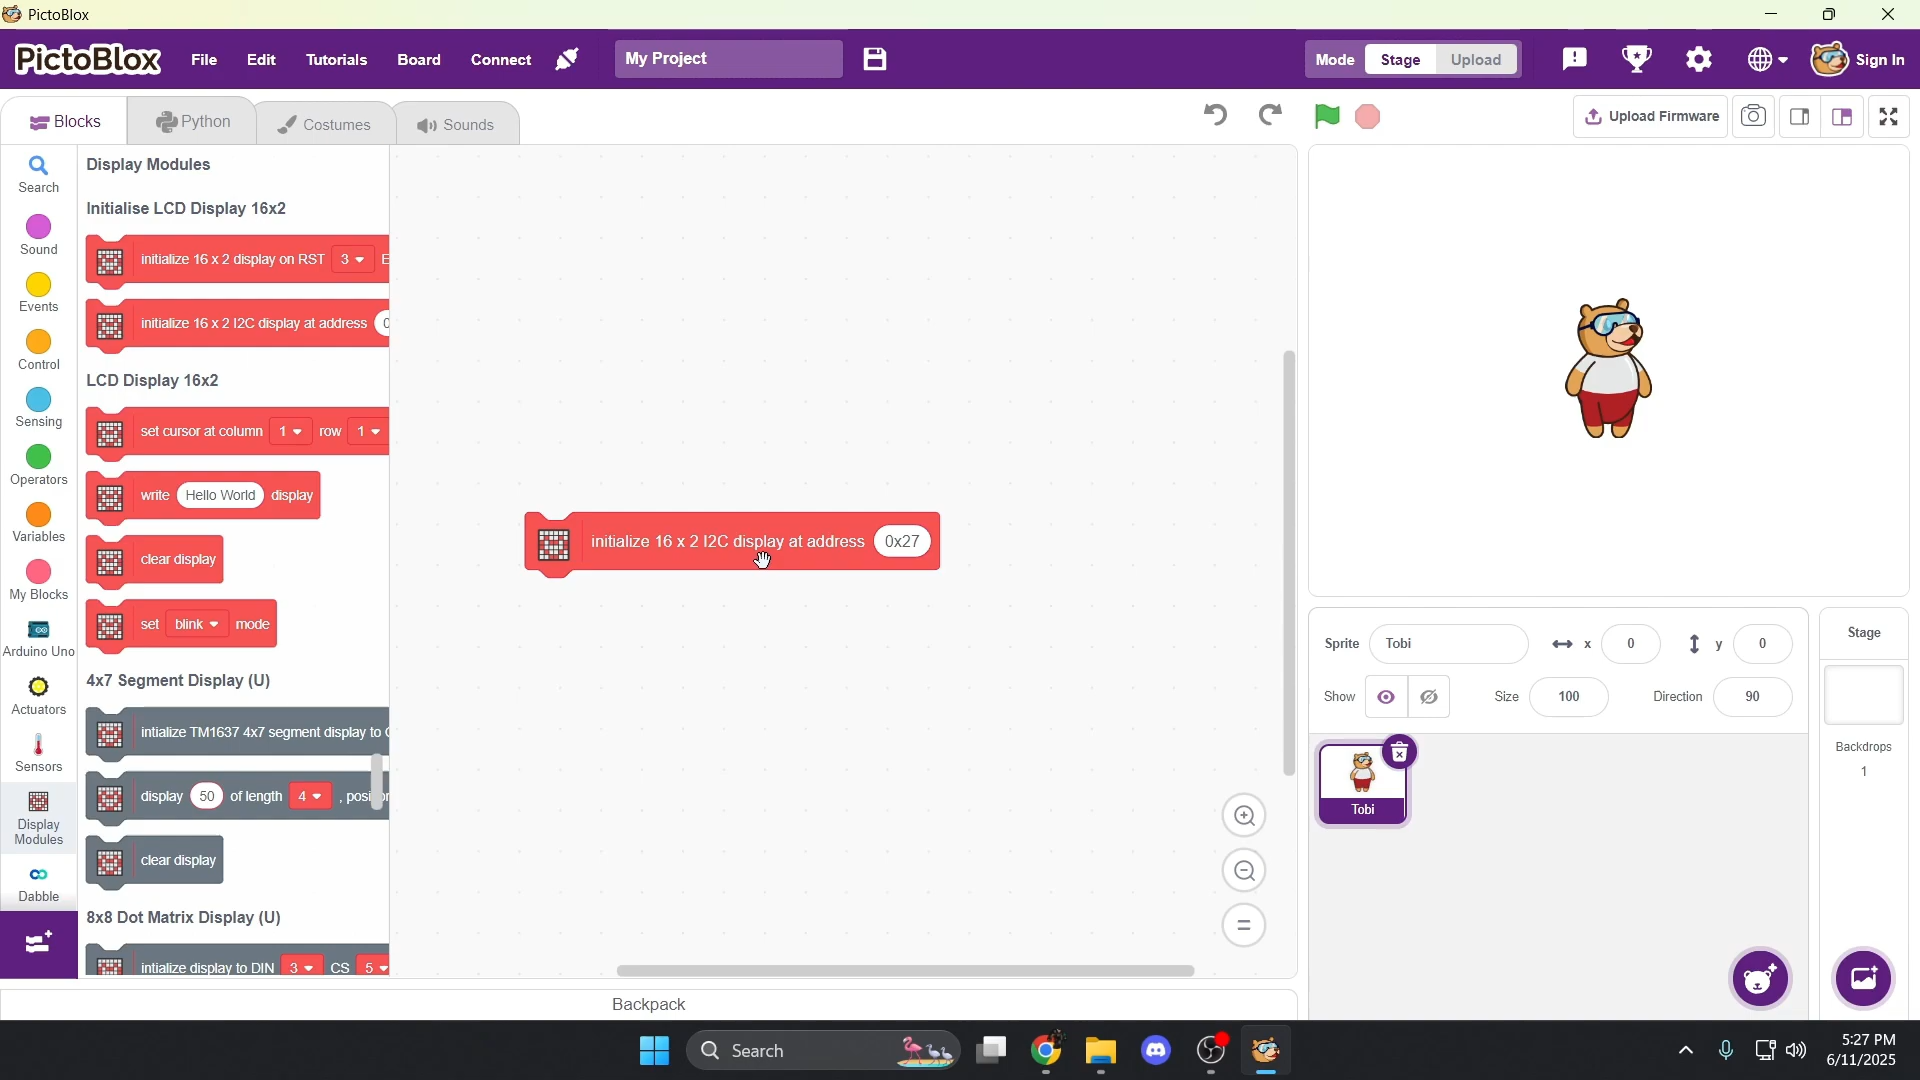 PictoBlox
PictoBlox File Edit Tutorials Board Connect My Project Mode Stage Upload Sign In
Blocks Python Costumes Sounds Upload Firmware
Search
Sound
Events
Control
Sensing
Operators
Variables
My Blocks
Arduino Uno
Actuators
Sensors
Display
Modules
Dabble
Display Modules
Initialise LCD Display 16x2
initialize 16 x 2 display on RST 3 E
initialize 16 x 2 I2C display at address 0
LCD Display 16x2
set cursor at column 1 row 1
write Hello World display
clear display
set blink mode
4x7 Segment Display (U)
intialize TM1637 4x7 segment display to C
display 50 of length 4 , position
clear display
8x8 Dot Matrix Display (U)
intialize display to DIN 3 CS 5
initialize 16 x 2 I2C display at address 0x27
Backpack
Sprite Tobi x 0 y 0
Show Size 100 Direction 90
Tobi
Stage
Backdrops
1
Search
5:27 PM
6/11/2025